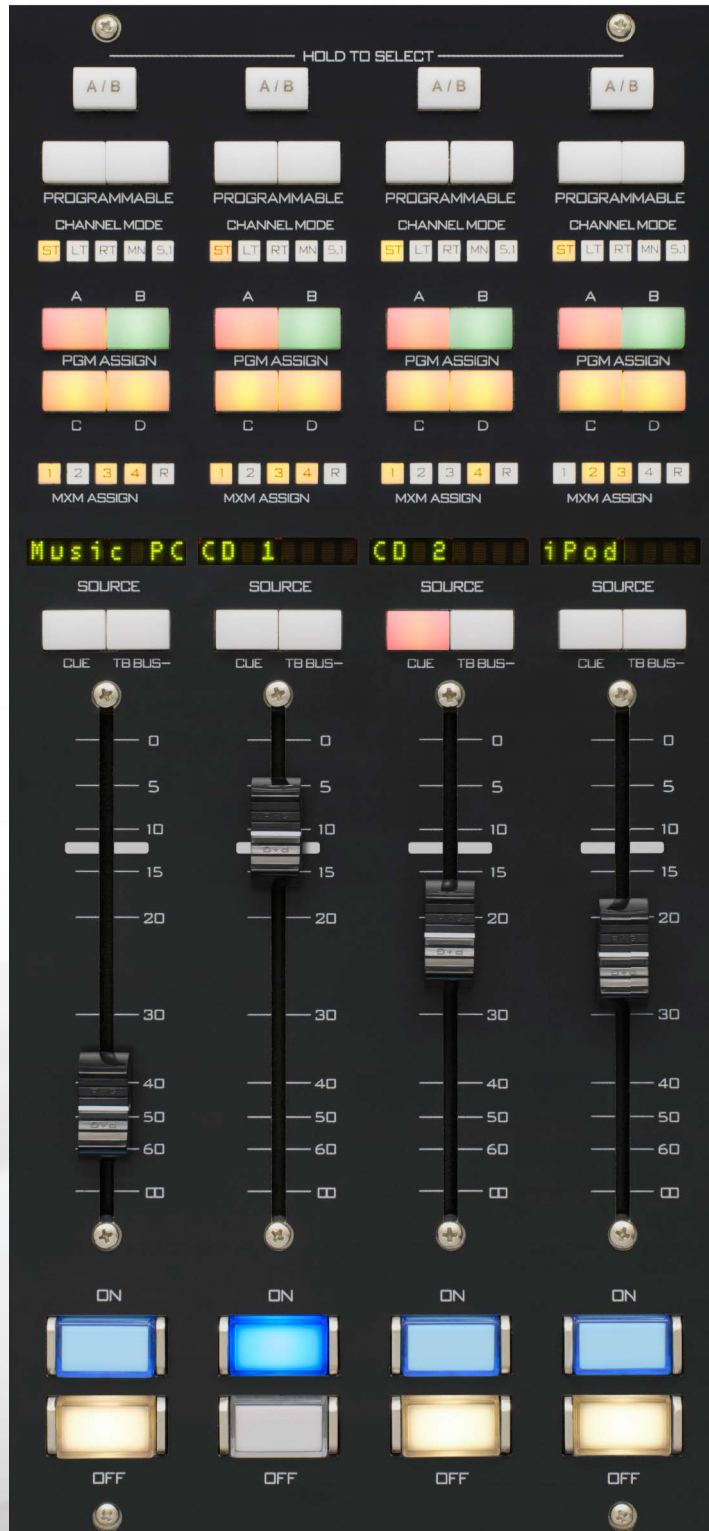 HOLD TO SELECT
A/B A/B A/B A/B
PROGRAMMABLE PROGRAMMABLE PROGRAMMABLE PROGRAMMABLE
CHANNEL MODE CHANNEL MODE CHANNEL MODE CHANNEL MODE
ST LT RT MN 5.1 ST LT RT MN 5.1 ST LT RT MN 5.1 ST LT RT MN 5.1
A B A B A B A B
PGM ASSIGN PGM ASSIGN PGM ASSIGN PGM ASSIGN
C D C D C D C D
1 2 3 4 R 1 2 3 4 R 1 2 3 4 R 1 2 3 4 R
MXM ASSIGN MXM ASSIGN MXM ASSIGN MXM ASSIGN
Music PC CD 1 CD 2 iPod
SOURCE SOURCE SOURCE SOURCE
CUE TB BUS- CUE TB BUS- CUE TB BUS- CUE TB BUS-
0 0 0 0
5 5 5 5
10 10 10 10
15 15 15 15
20 20 20
30 30 30 30
40 40 40 40
50 50 50 50
60 60 60 60
∞ ∞ ∞ ∞
ON ON ON ON
OFF OFF OFF OFF